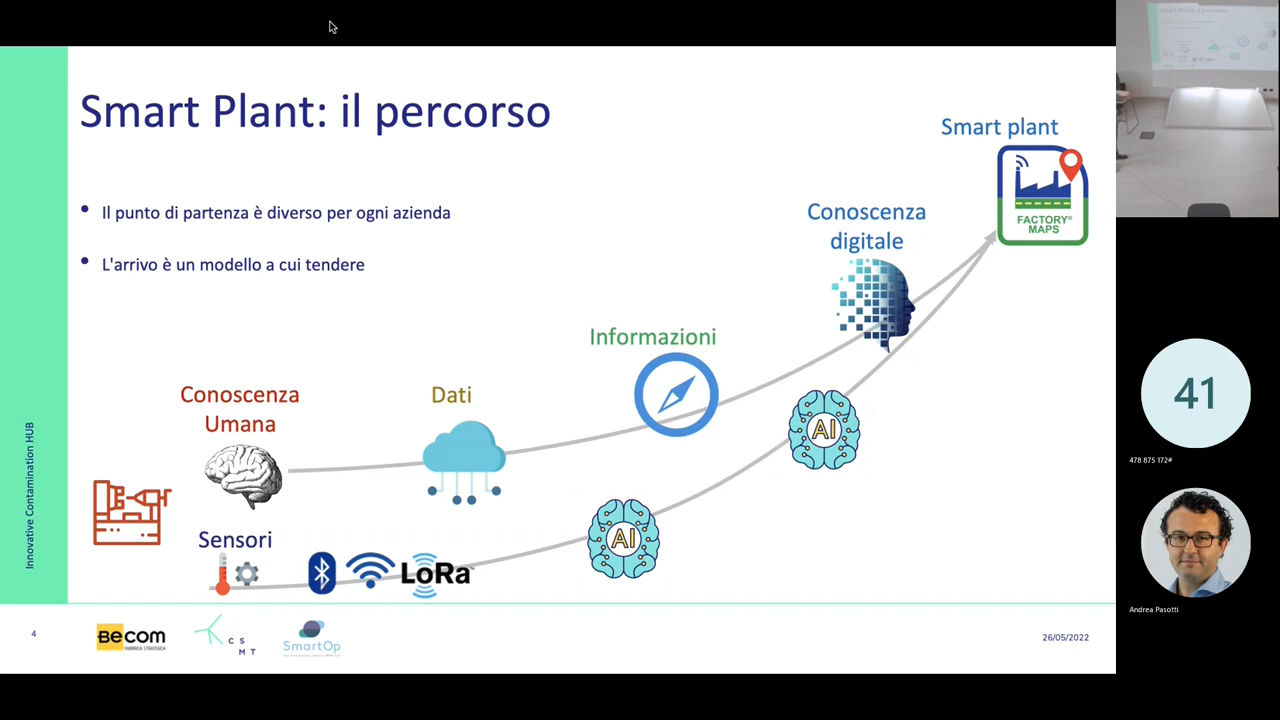 Smart Plant: il percorso
Il punto di partenza è diverso per ogni azienda
L'arrivo è un modello a cui tendere
Smart plant
FACTORY®
MAPS
Conoscenza
digitale
Informazioni
Dati
Conoscenza
Umana
AI
Sensori
LoRa
AI
Innovative Contamination HUB
4
BECOM
FABBRICA STRATEGICA
C S
M T
SmartOp
26/05/2022
41
478 875 172#
Andrea Pasotti